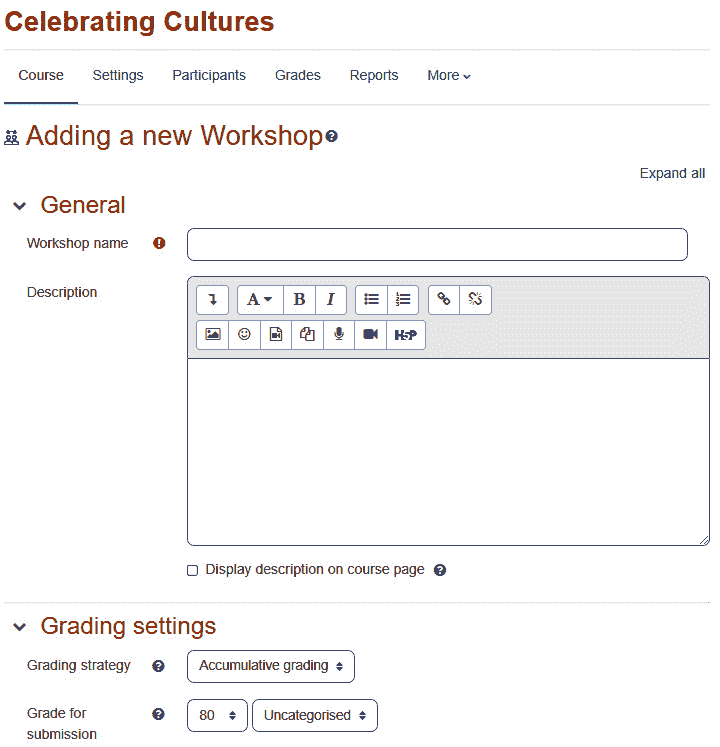 Celebrating Cultures
Course Settings Participants Grades Reports More
Adding a new Workshop
Expand all
General
Workshop name
Description
A B I
H5P
Display description on course page
Grading settings
Grading strategy Accumulative grading
Grade for submission 80 Uncategorised